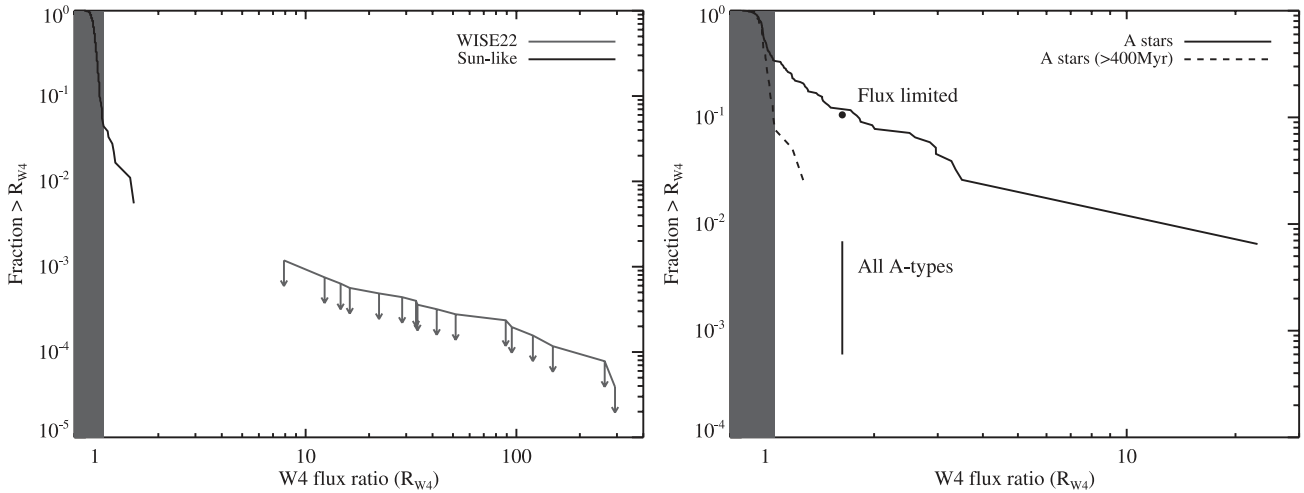 WISE22
Sun-like
Fraction > R_W4
10^0
10^-1
10^-2
10^-3
10^-4
10^-5
1
10
100
W4 flux ratio (R_W4)
A stars
A stars (>400Myr)
Flux limited
All A-types
Fraction > R_W4
10^0
10^-1
10^-2
10^-3
10^-4
1
10
W4 flux ratio (R_W4)